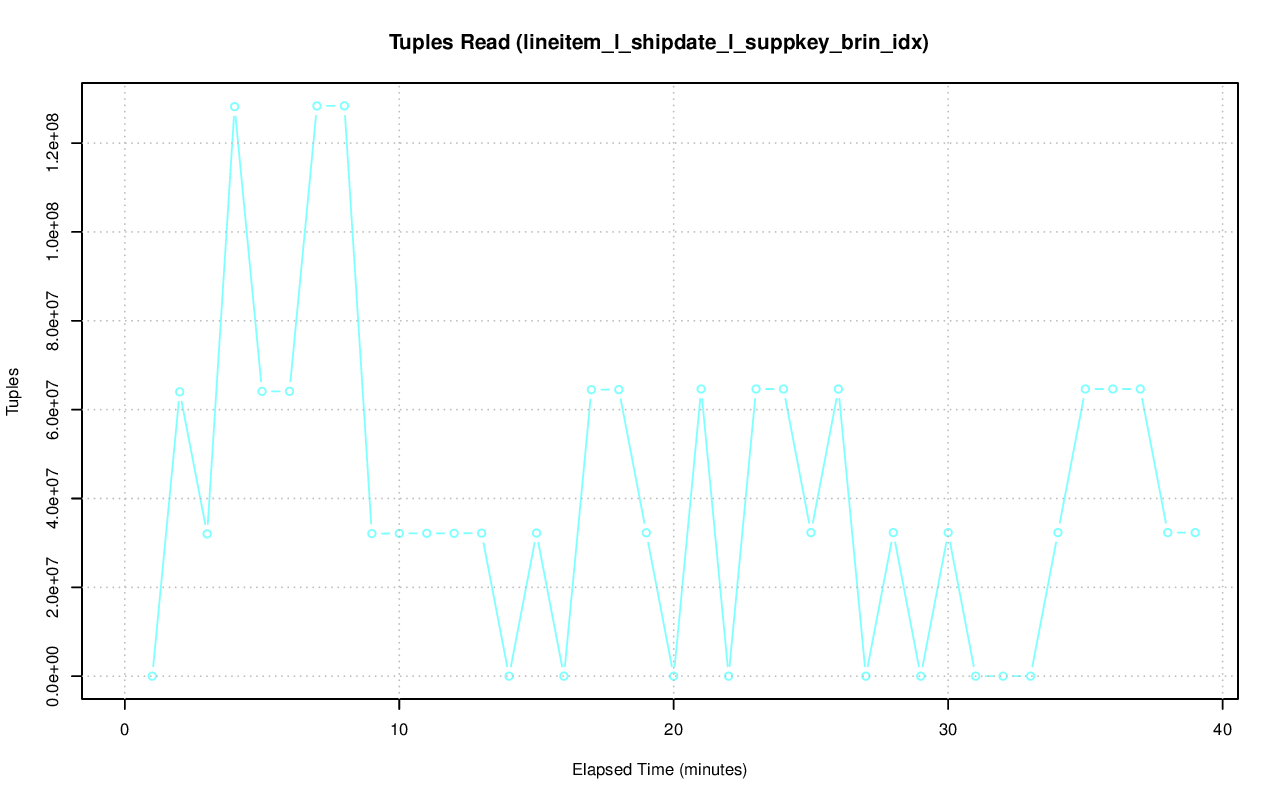 Tuples Read (lineitem_l_shipdate_l_suppkey_brin_idx)
Tuples
1.2e+08
1.0e+08
8.0e+07
6.0e+07
4.0e+07
2.0e+07
0.0e+00
0 10 20 30 40
Elapsed Time (minutes)